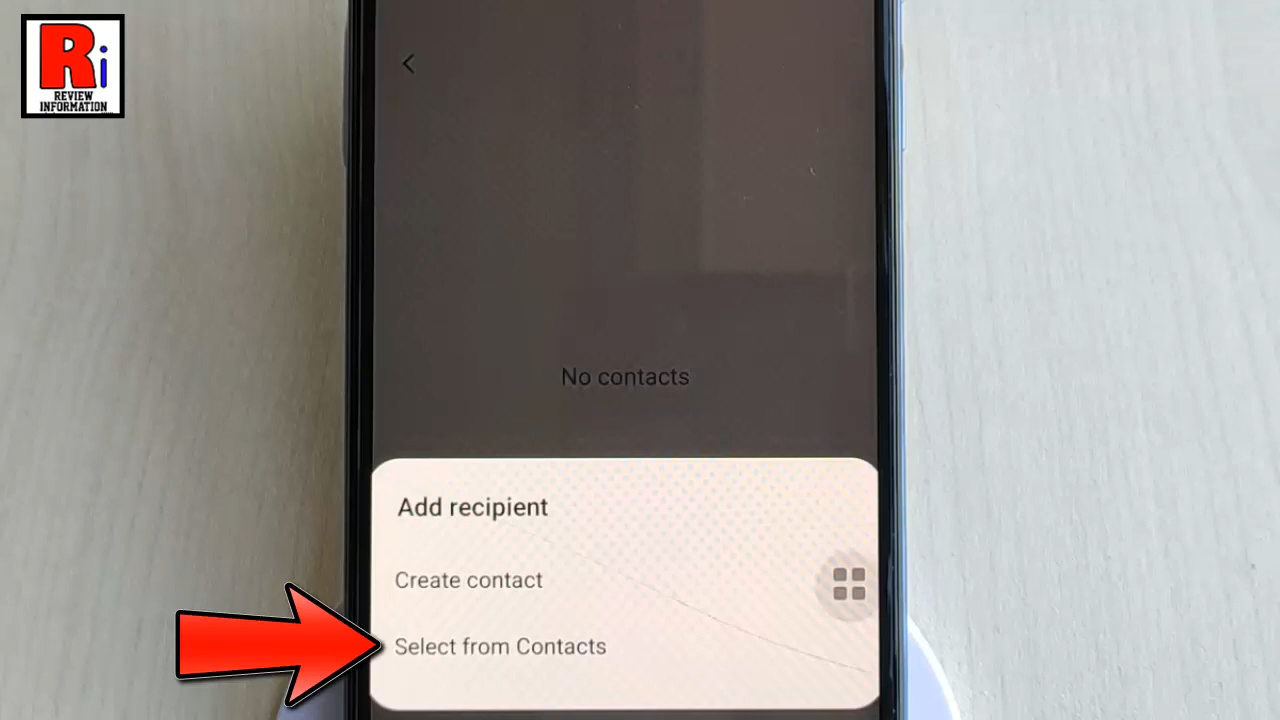 Ri
REVIEW
INFORMATION
No contacts
Add recipient
Create contact
Select from Contacts